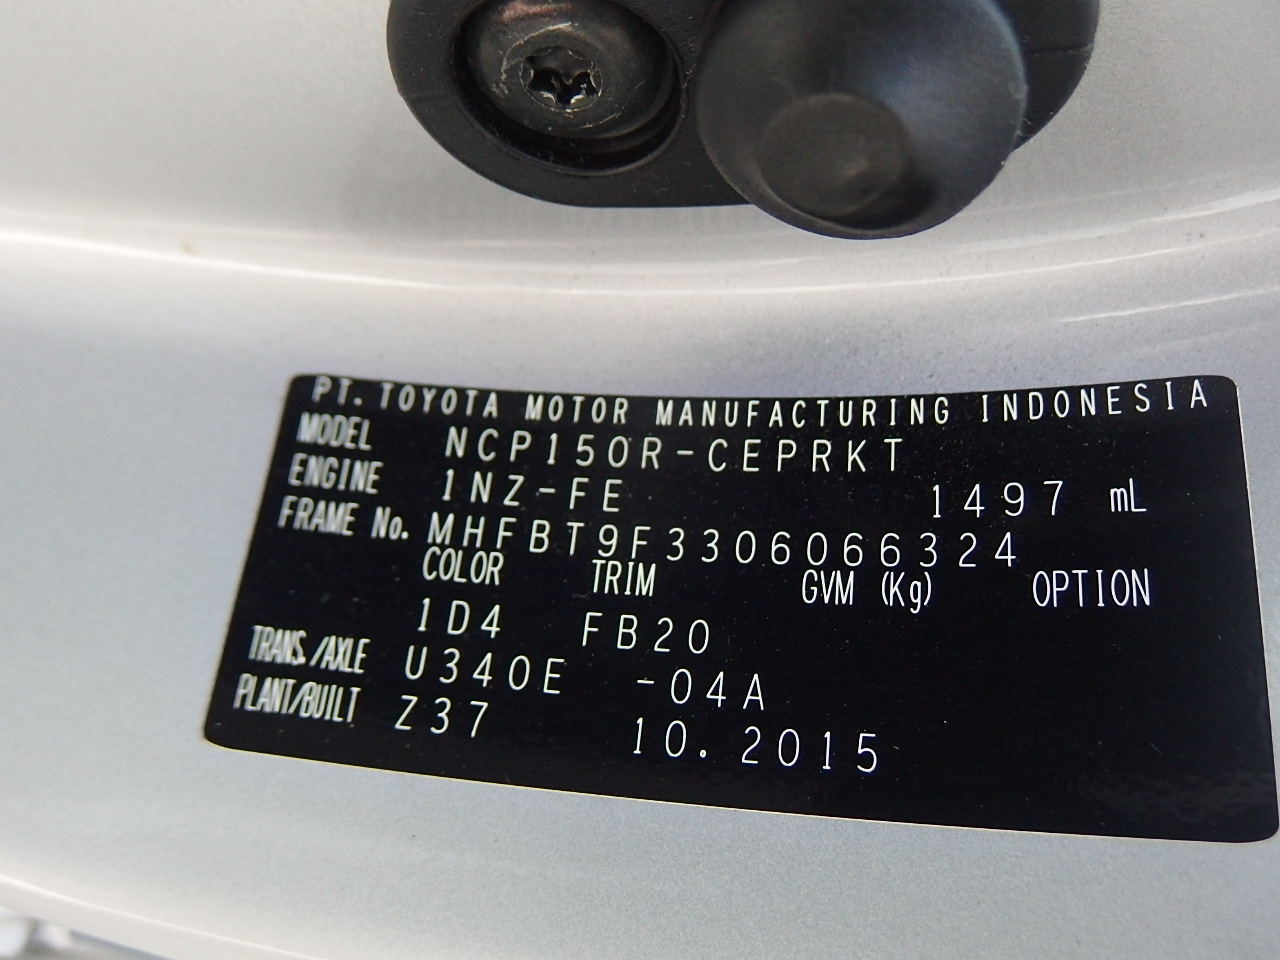 PT. TOYOTA MOTOR MANUFACTURING INDONESIA
MODEL NCP150R-CEPRKT
ENGINE 1NZ-FE 1497 mL
FRAME No. MHFBT9F3306066324
COLOR TRIM GVM (Kg) OPTION
1D4 FB20
TRANS./AXLE U340E -04A
PLANT/BUILT Z37 10.2015